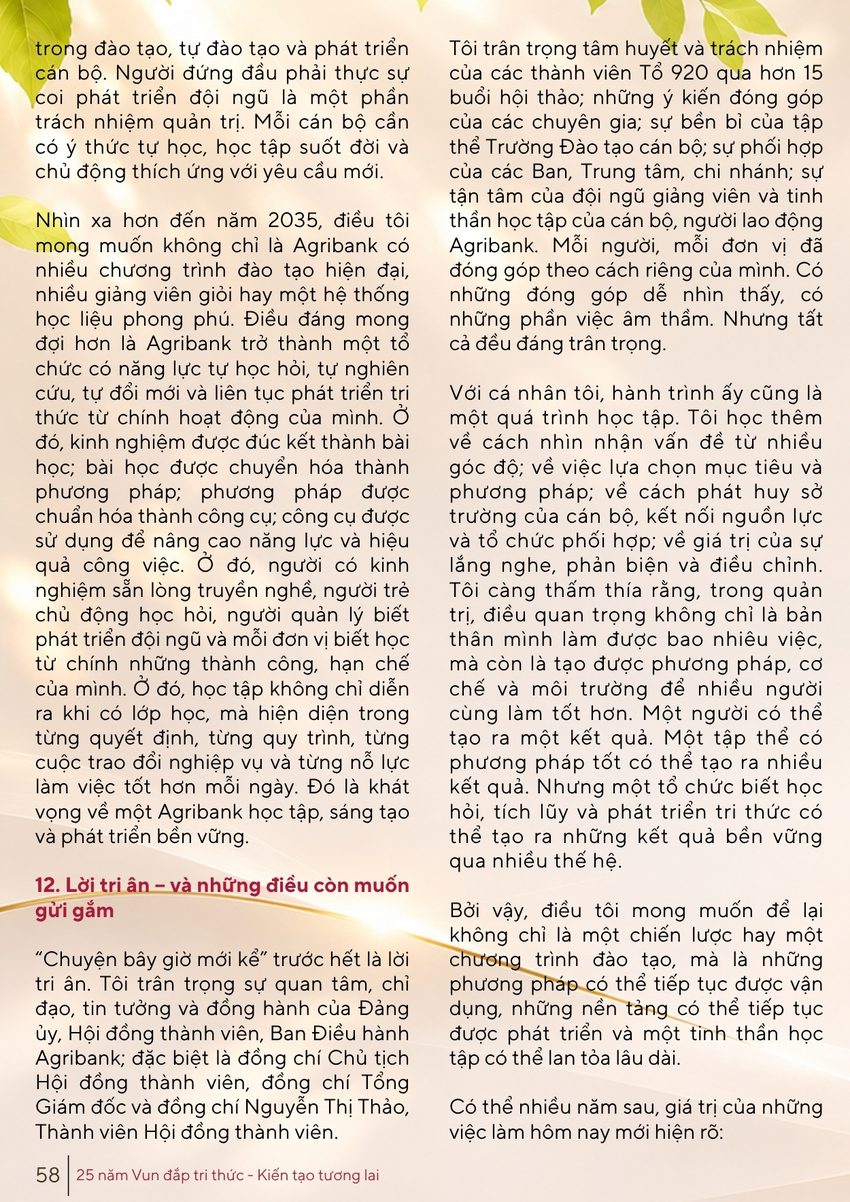 trong đào tạo, tự đào tạo và phát triển
cán bộ. Người đứng đầu phải thực sự
coi phát triển đội ngũ là một phần
trách nhiệm quản trị. Mỗi cán bộ cần
có ý thức tự học, học tập suốt đời và
chủ động thích ứng với yêu cầu mới.
Nhìn xa hơn đến năm 2035, điều tôi
mong muốn không chỉ là Agribank có
nhiều chương trình đào tạo hiện đại,
nhiều giảng viên giỏi hay một hệ thống
học liệu phong phú. Điều đáng mong
đợi hơn là Agribank trở thành một tổ
chức có năng lực tự học hỏi, tự nghiên
cứu, tự đổi mới và liên tục phát triển tri
thức từ chính hoạt động của mình. Ở
đó, kinh nghiệm được đúc kết thành bài
học; bài học được chuyển hóa thành
phương pháp; phương pháp được
chuẩn hóa thành công cụ; công cụ được
sử dụng để nâng cao năng lực và hiệu
quả công việc. Ở đó, người có kinh
nghiệm sẵn lòng truyền nghề, người trẻ
chủ động học hỏi, người quản lý biết
phát triển đội ngũ và mỗi đơn vị biết học
từ chính những thành công, hạn chế
của mình. Ở đó, học tập không chỉ diễn
ra khi có lớp học, mà hiện diện trong
từng quyết định, từng quy trình, từng
cuộc trao đổi nghiệp vụ và từng nỗ lực
làm việc tốt hơn mỗi ngày. Đó là khát
vọng về một Agribank học tập, sáng tạo
và phát triển bền vững.
12. Lời tri ân – và những điều còn muốn
gửi gắm
“Chuyện bây giờ mới kể” trước hết là lời
tri ân. Tôi trân trọng sự quan tâm, chỉ
đạo, tin tưởng và đồng hành của Đảng
ủy, Hội đồng thành viên, Ban Điều hành
Agribank; đặc biệt là đồng chí Chủ tịch
Hội đồng thành viên, đồng chí Tổng
Giám đốc và đồng chí Nguyễn Thị Thảo,
Thành viên Hội đồng thành viên.
Tôi trân trọng tâm huyết và trách nhiệm
của các thành viên Tổ 920 qua hơn 15
buổi hội thảo; những ý kiến đóng góp
của các chuyên gia; sự bền bỉ của tập
thể Trường Đào tạo cán bộ; sự phối hợp
của các Ban, Trung tâm, chi nhánh; sự
tận tâm của đội ngũ giảng viên và tinh
thần học tập của cán bộ, người lao động
Agribank. Mỗi người, mỗi đơn vị đã
đóng góp theo cách riêng của mình. Có
những đóng góp dễ nhìn thấy, có
những phần việc âm thầm. Nhưng tất
cả đều đáng trân trọng.
Với cá nhân tôi, hành trình ấy cũng là
một quá trình học tập. Tôi học thêm
về cách nhìn nhận vấn đề từ nhiều
góc độ; về việc lựa chọn mục tiêu và
phương pháp; về cách phát huy sở
trường của cán bộ, kết nối nguồn lực
và tổ chức phối hợp; về giá trị của sự
lắng nghe, phản biện và điều chỉnh.
Tôi càng thấm thía rằng, trong quản
trị, điều quan trọng không chỉ là bản
thân mình làm được bao nhiêu việc,
mà còn là tạo được phương pháp, cơ
chế và môi trường để nhiều người
cùng làm tốt hơn. Một người có thể
tạo ra một kết quả. Một tập thể có
phương pháp tốt có thể tạo ra nhiều
kết quả. Nhưng một tổ chức biết học
hỏi, tích lũy và phát triển tri thức có
thể tạo ra những kết quả bền vững
qua nhiều thế hệ.
Bởi vậy, điều tôi mong muốn để lại
không chỉ là một chiến lược hay một
chương trình đào tạo, mà là những
phương pháp có thể tiếp tục được vận
dụng, những nền tảng có thể tiếp tục
được phát triển và một tinh thần học
tập có thể lan tỏa lâu dài.
Có thể nhiều năm sau, giá trị của những
việc làm hôm nay mới hiện rõ:
58 25 năm Vun đắp tri thức - Kiến tạo tương lai